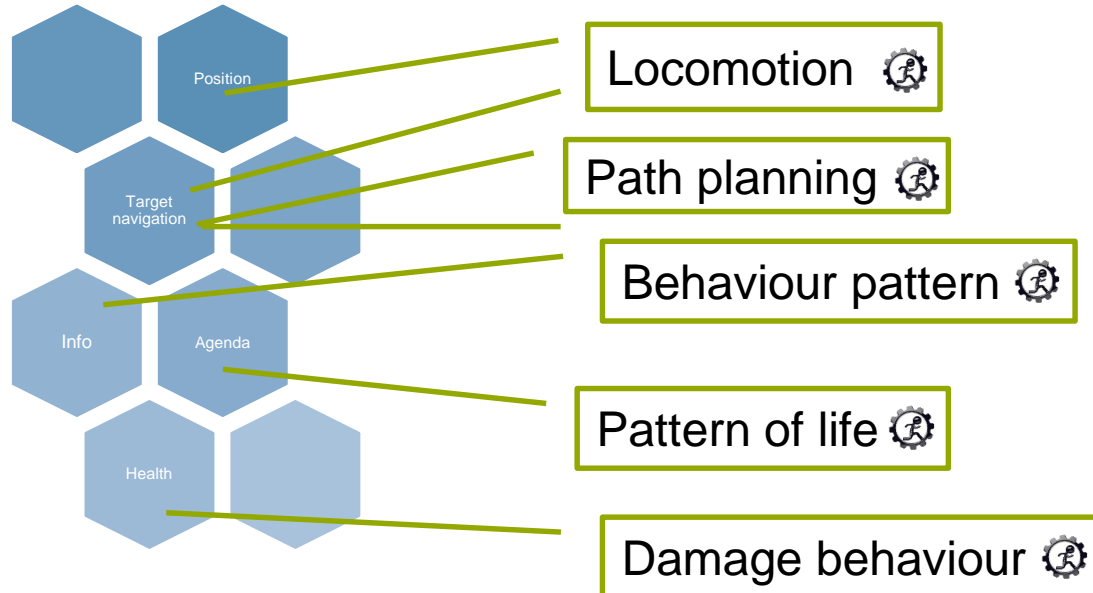 Position
Locomotion
Target
navigation
Path planning
Behaviour pattern
Info
Agenda
Pattern of life
Health
Damage behaviour